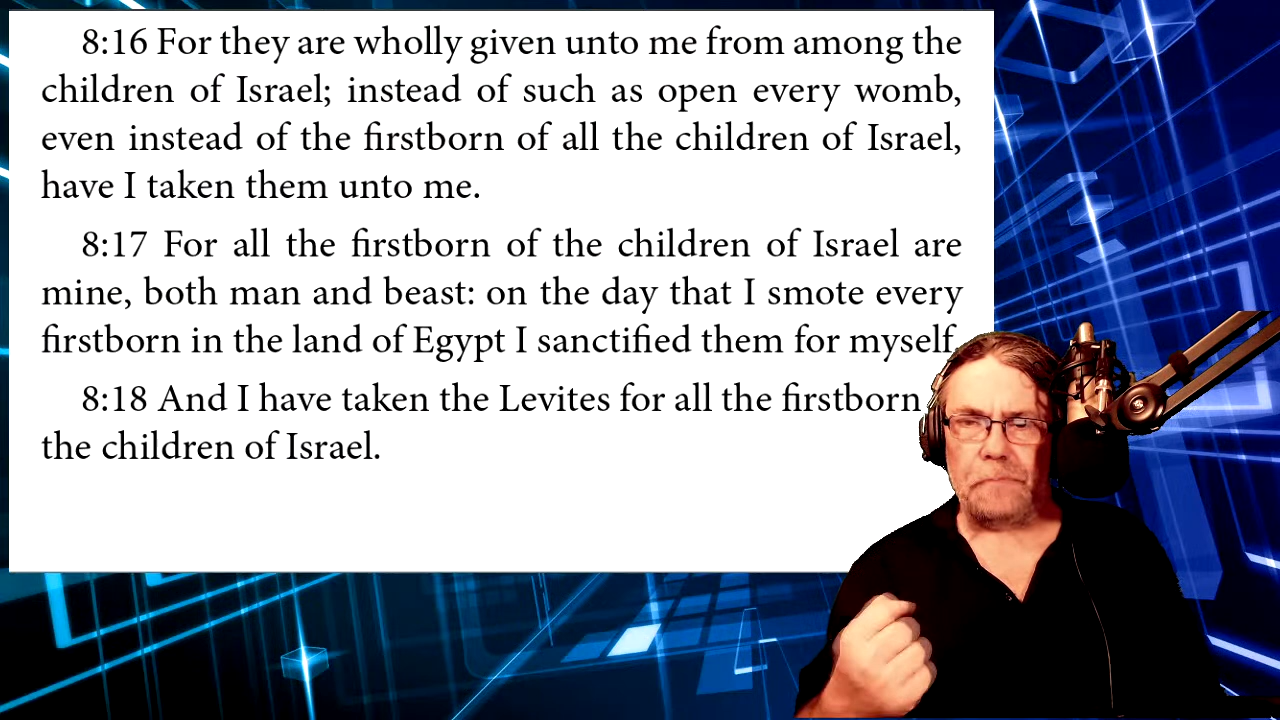 8:16 For they are wholly given unto me from among the
children of Israel; instead of such as open every womb,
even instead of the firstborn of all the children of Israel,
have I taken them unto me.
8:17 For all the firstborn of the children of Israel are
mine, both man and beast: on the day that I smote every
firstborn in the land of Egypt I sanctified them for myself
8:18 And I have taken the Levites for all the firstborn
the children of Israel.